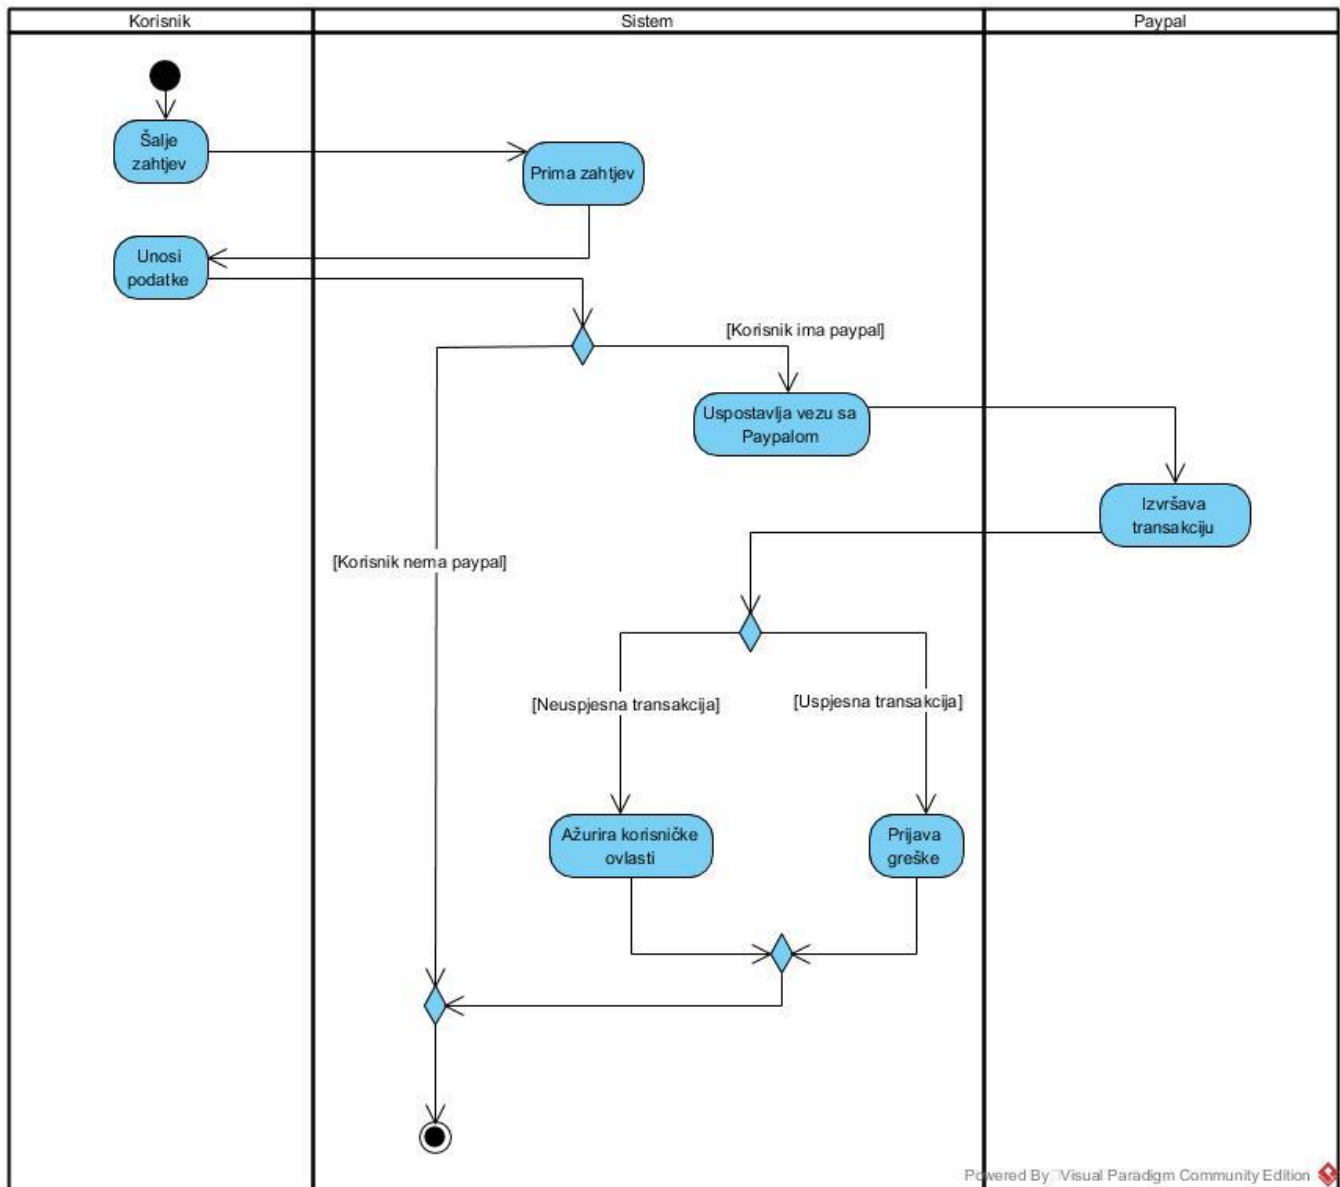 Korisnik
Sistem
Paypal
Šalje
zahtjev
Prima zahtjev
Unosi
podatke
[Korisnik ima paypal]
Uspostavlja vezu sa
Paypalom
Izvršava
transakciju
[Korisnik nema paypal]
[Neuspjesna transakcija]
[Uspjesna transakcija]
Ažurira korisničke
ovlasti
Prijava
greške
Powered By Visual Paradigm Community Edition